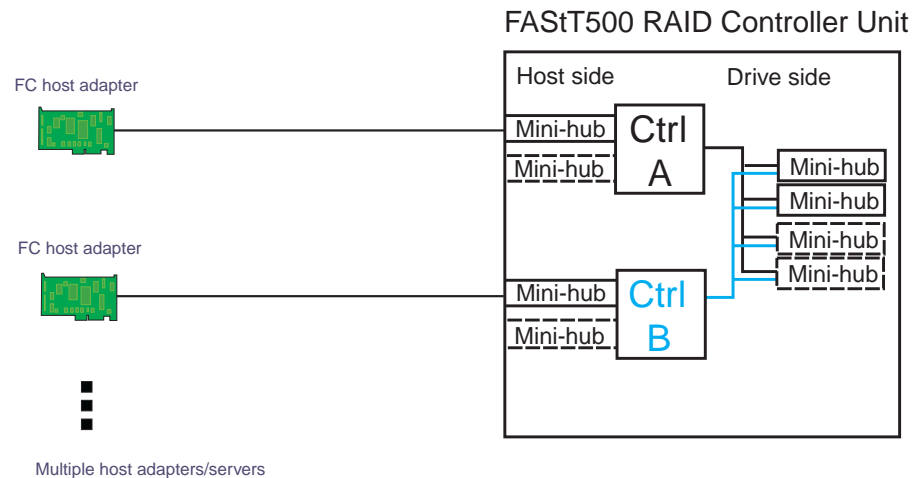 FAStT500 RAID Controller Unit
Host side
Drive side
FC host adapter
Mini-hub
Mini-hub
Ctrl
A
Mini-hub
Mini-hub
Mini-hub
Mini-hub
FC host adapter
Mini-hub
Mini-hub
Ctrl
B
Multiple host adapters/servers